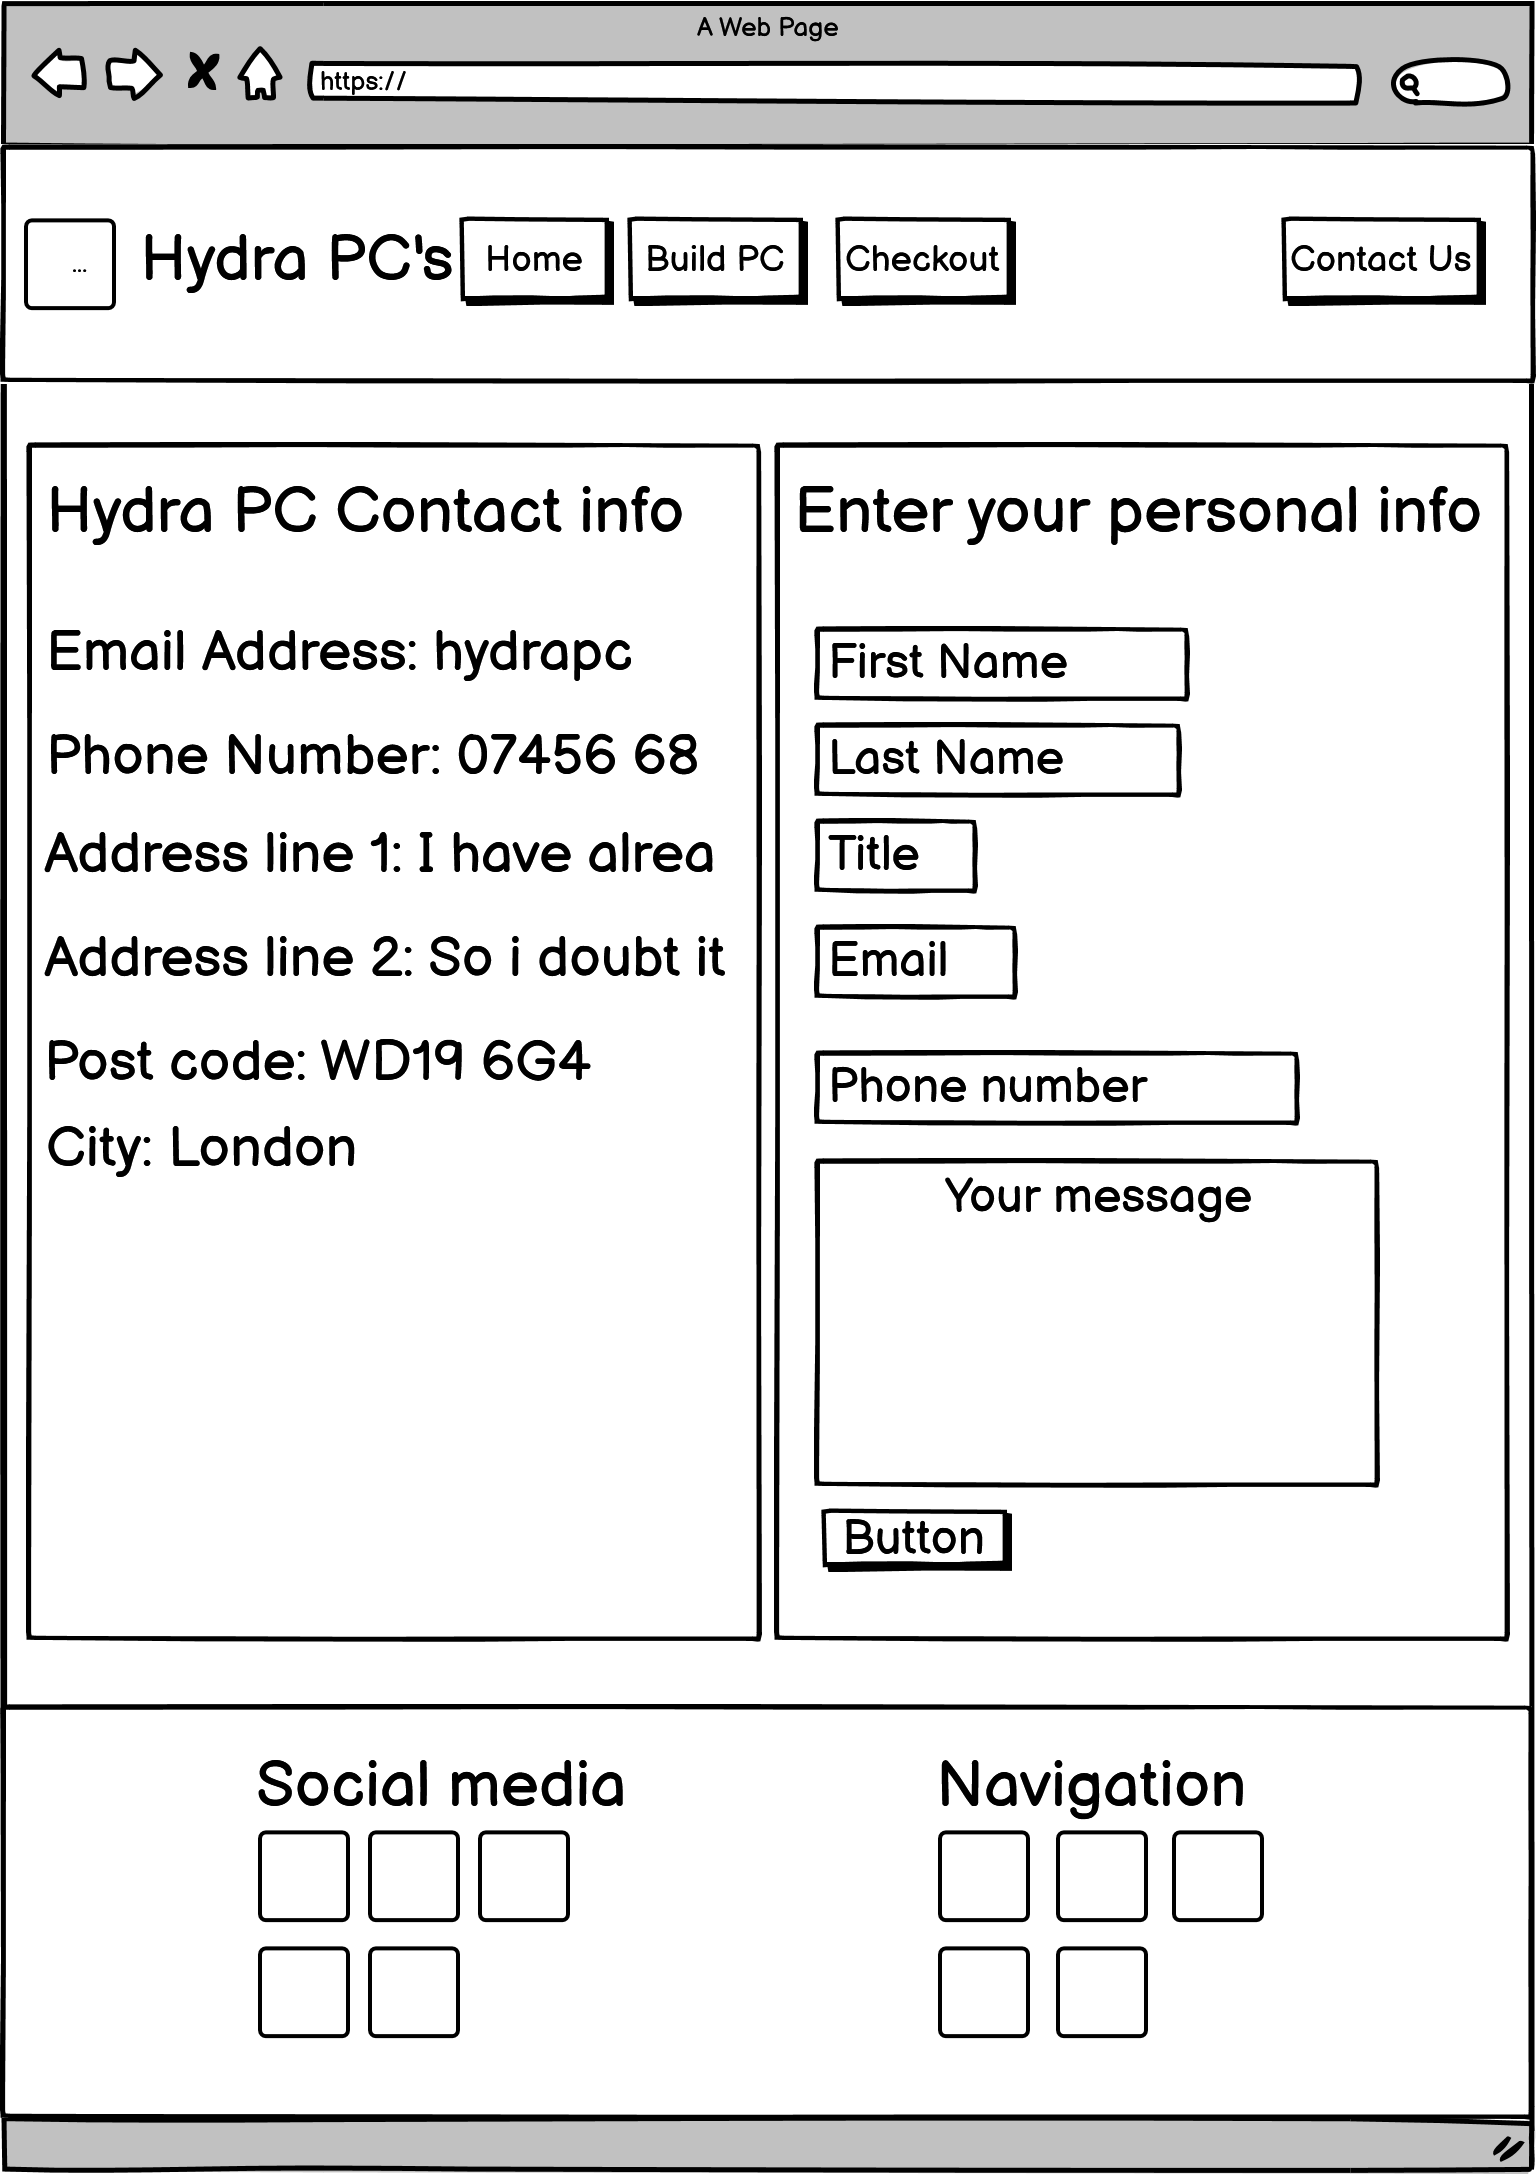 A Web Page
https://
...
Hydra PC's
Home
Build PC
Checkout
Contact Us
Hydra PC Contact info
Email Address: hydrapc
Phone Number: 07456 68
Address line 1: I have alrea
Address line 2: So i doubt it
Post code: WD19 6G4
City: London
Enter your personal info
First Name
Last Name
Title
Email
Phone number
Your message
Button
Social media
Navigation